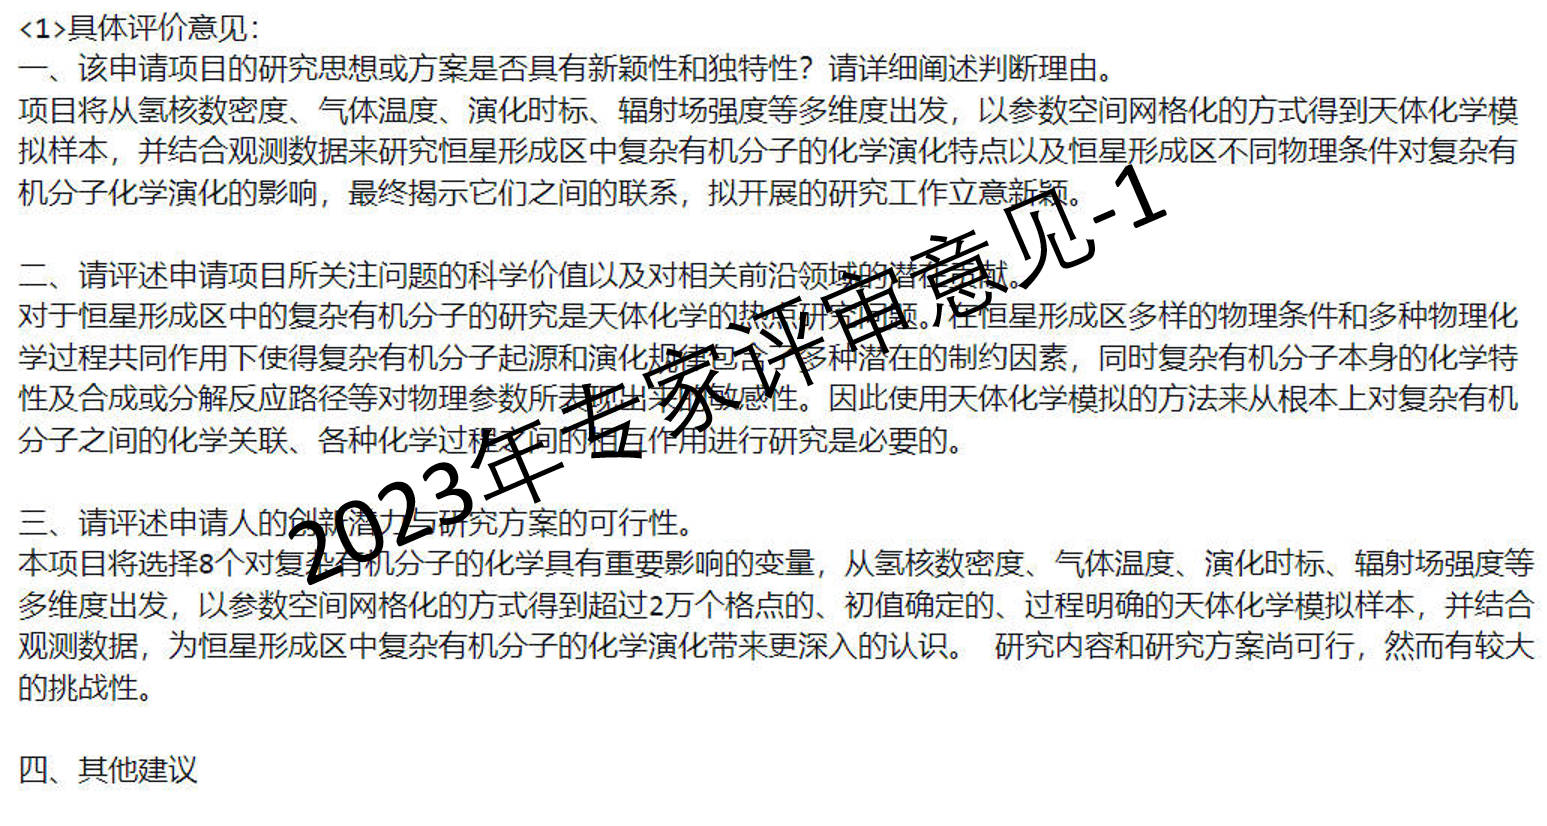 <1>具体评价意见：
一、该申请项目的研究思想或方案是否具有新颖性和独特性？请详细阐述判断理由。
项目将从氢核数密度、气体温度、演化时标、辐射场强度等多维度出发，以参数空间网格化的方式得到天体化学模
拟样本，并结合观测数据来研究恒星形成区中复杂有机分子的化学演化特点以及恒星形成区不同物理条件对复杂有
机分子化学演化的影响，最终揭示它们之间的联系，拟开展的研究工作立意新颖。
二、请评述申请项目所关注问题的科学价值以及对相关前沿领域的潜在贡献。
对于恒星形成区中的复杂有机分子的研究是天体化学的热点研究问题。在恒星形成区多样的物理条件和多种物理化
学过程共同作用下使得复杂有机分子起源和演化规律包含了多种潜在的制约因素，同时复杂有机分子本身的化学特
性及合成或分解反应路径等对物理参数所表现出来的敏感性。因此使用天体化学模拟的方法来从根本上对复杂有机
分子之间的化学关联、各种化学过程之间的相互作用进行研究是必要的。
三、请评述申请人的创新潜力与研究方案的可行性。
本项目将选择8个对复杂有机分子的化学具有重要影响的变量，从氢核数密度、气体温度、演化时标、辐射场强度等
多维度出发，以参数空间网格化的方式得到超过2万个格点的、初值确定的、过程明确的天体化学模拟样本，并结合
观测数据，为恒星形成区中复杂有机分子的化学演化带来更深入的认识。 研究内容和研究方案尚可行，然而有较大
的挑战性。
四、其他建议
2023年专家评审意见-1